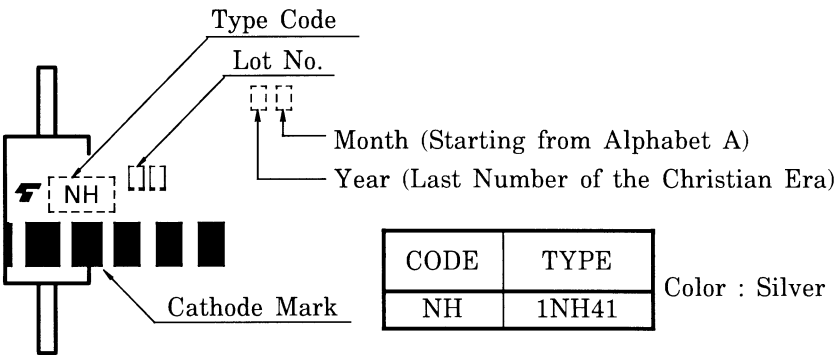 Type Code
Lot No.
Month (Starting from Alphabet A)
Year (Last Number of the Christian Era)
NH
CODE TYPE
NH 1NH41
Color : Silver
Cathode Mark